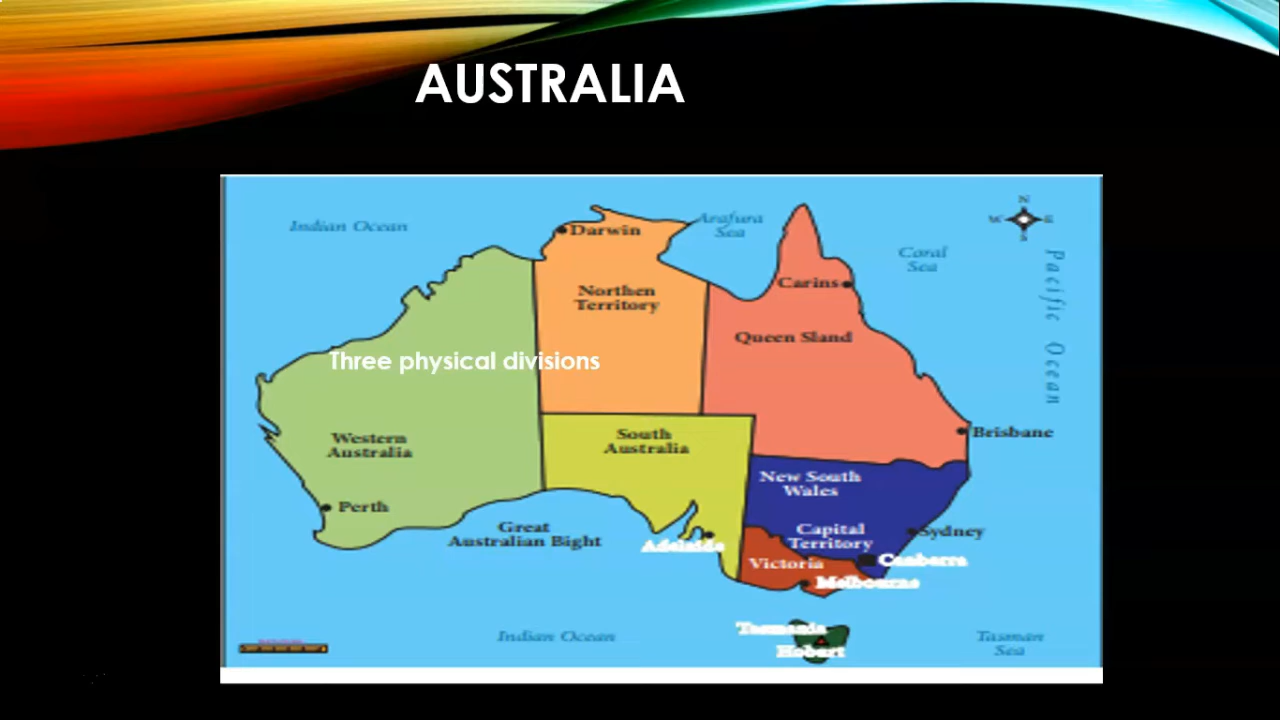 AUSTRALIA
Indian Ocean
Darwin
Arafura
Sea
N
W
E
S
Coral
Sea
Pacific Ocean
Northen
Territory
Carins
Queen Sland
Three physical divisions
Western
Australia
South
Australia
Brisbane
New South
Wales
Perth
Great
Australian Bight
Capital
Territory
Sydney
Adelaide
Victoria
Canberra
Melbourne
Tasmania
Hobart
Indian Ocean
Tasman
Sea